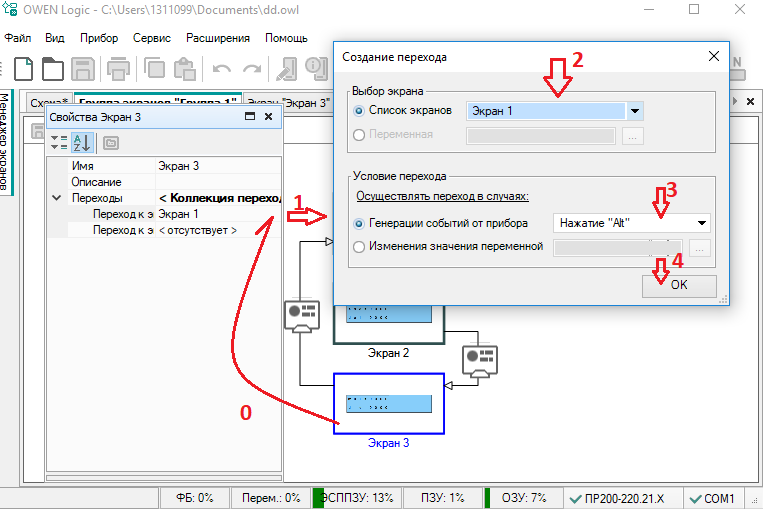 OWEN Logic - C:\Users\1311099\Documents\dd.owl
Файл Вид Прибор Сервис Расширения Помощь
Схема* Группа экранов "Группа 1" Экран "Экран 3"
Менеджер экранов
Свойства Экран 3
Имя Экран 3
Описание
Переходы < Коллекция переход
Переход к э Экран 1
Переход к э < отсутствует >
0
1
Создание перехода
2
Выбор экрана
Список экранов Экран 1
Переменная ...
Условие перехода
Осуществлять переход в случаях:
3
Генерации событий от прибора Нажатие "Alt"
Изменения значения переменной ...
4
OK
Экран 2
Экран 3
ФБ: 0% Перем.: 0% ЭСППЗУ: 13% ПЗУ: 1% ОЗУ: 7% ПР200-220.21.X COM1